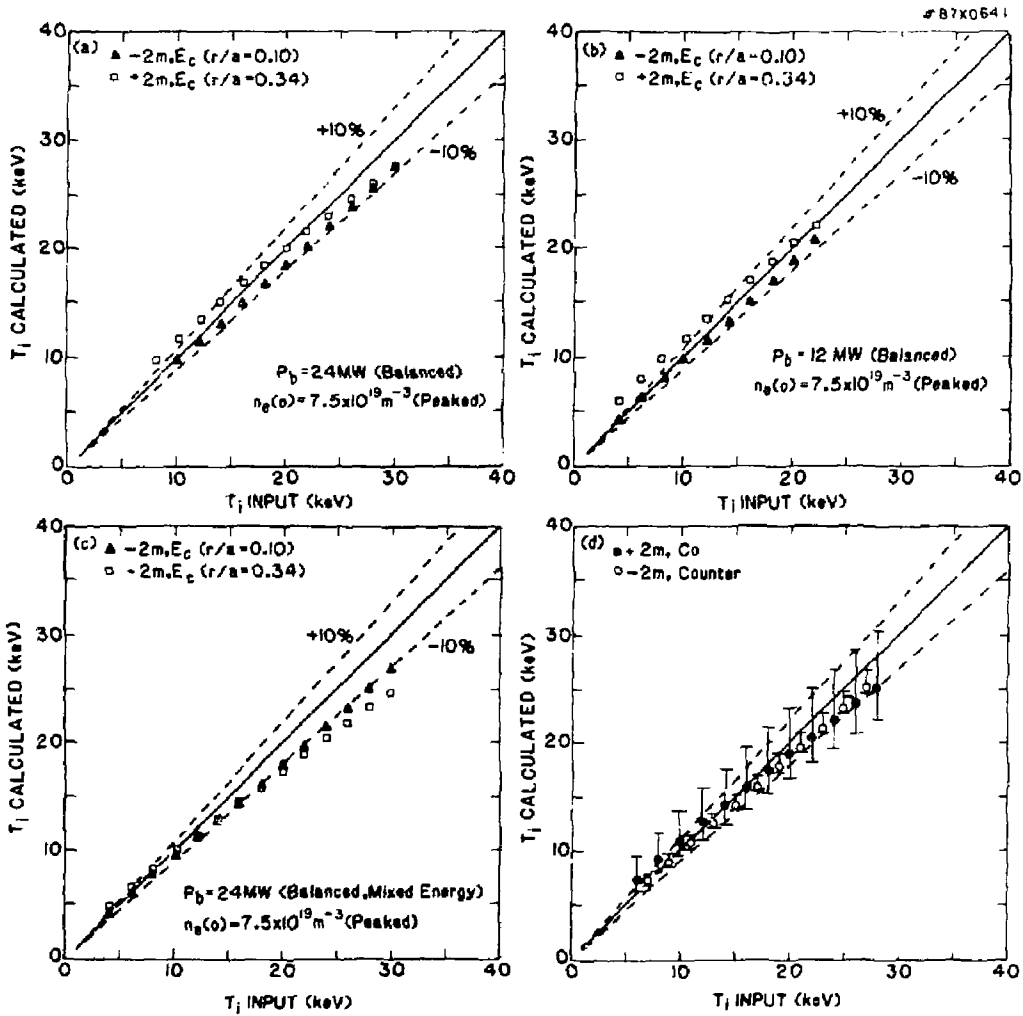 #87X0641
(a) ▲ -2m,Ec (r/a=0.10)
□ +2m,Ec (r/a=0.34)
+10%
-10%
Pb=24MW (Balanced)
ne(o)=7.5x10^19 m^-3 (Peaked)
40
30
20
10
0
0 10 20 30 40
Ti CALCULATED (keV)
Ti INPUT (keV)
(b) ▲ -2m,Ec (r/a=0.10)
□ +2m,Ec (r/a=0.34)
+10%
-10%
Pb=12 MW (Balanced)
ne(o)=7.5x10^19 m^-3 (Peaked)
40
30
20
10
0
0 10 20 30 40
Ti CALCULATED (keV)
Ti INPUT (keV)
(c) ▲ -2m,Ec (r/a=0.10)
□ +2m,Ec (r/a=0.34)
+10%
-10%
Pb=24MW (Balanced,Mixed Energy)
ne(o)=7.5x10^19 m^-3 (Peaked)
40
30
20
10
0
0 10 20 30 40
Ti CALCULATED (keV)
Ti INPUT (keV)
(d) ● +2m, Co
○ -2m, Counter
40
30
20
10
0
0 10 20 30 40
Ti CALCULATED (keV)
Ti INPUT (keV)